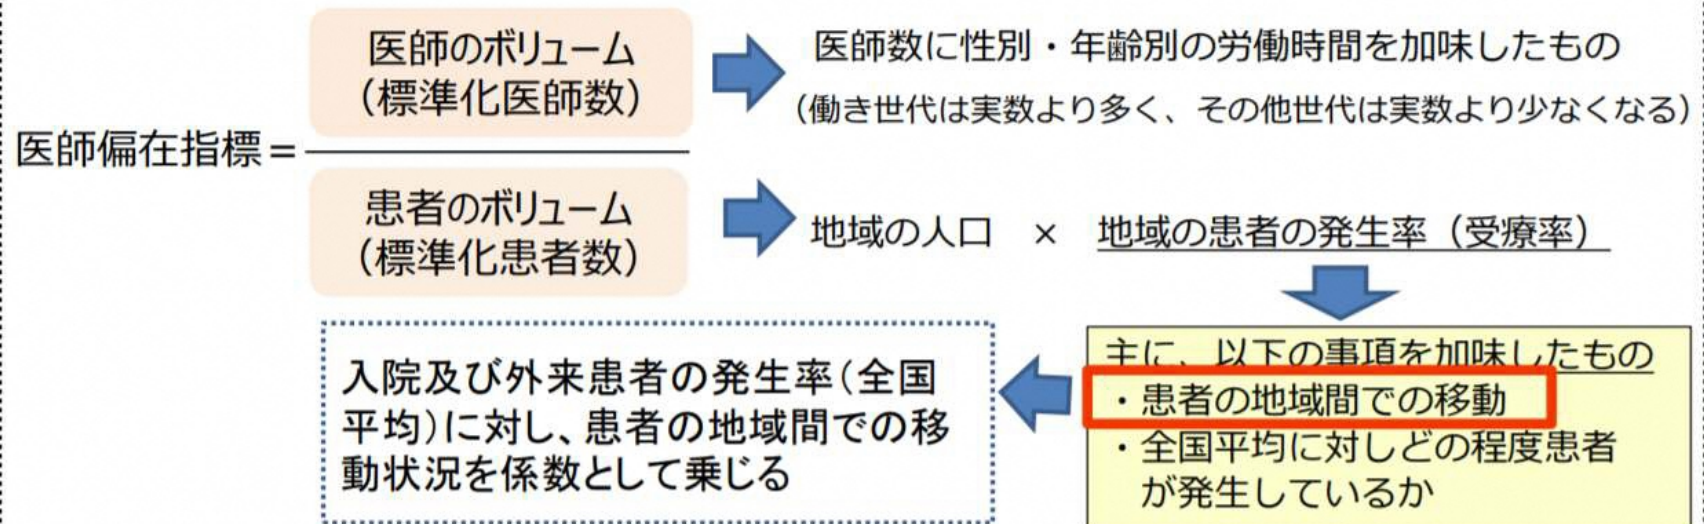 医師のボリューム
（標準化医師数）
医師数に性別・年齢別の労働時間を加味したもの
（働き世代は実数より多く、その他世代は実数より少なくなる）
医師偏在指標＝
患者のボリューム
（標準化患者数）
地域の人口　×　地域の患者の発生率（受療率）
主に、以下の事項を加味したもの
・患者の地域間での移動
・全国平均に対しどの程度患者
が発生しているか
入院及び外来患者の発生率（全国
平均）に対し、患者の地域間での移
動状況を係数として乗じる